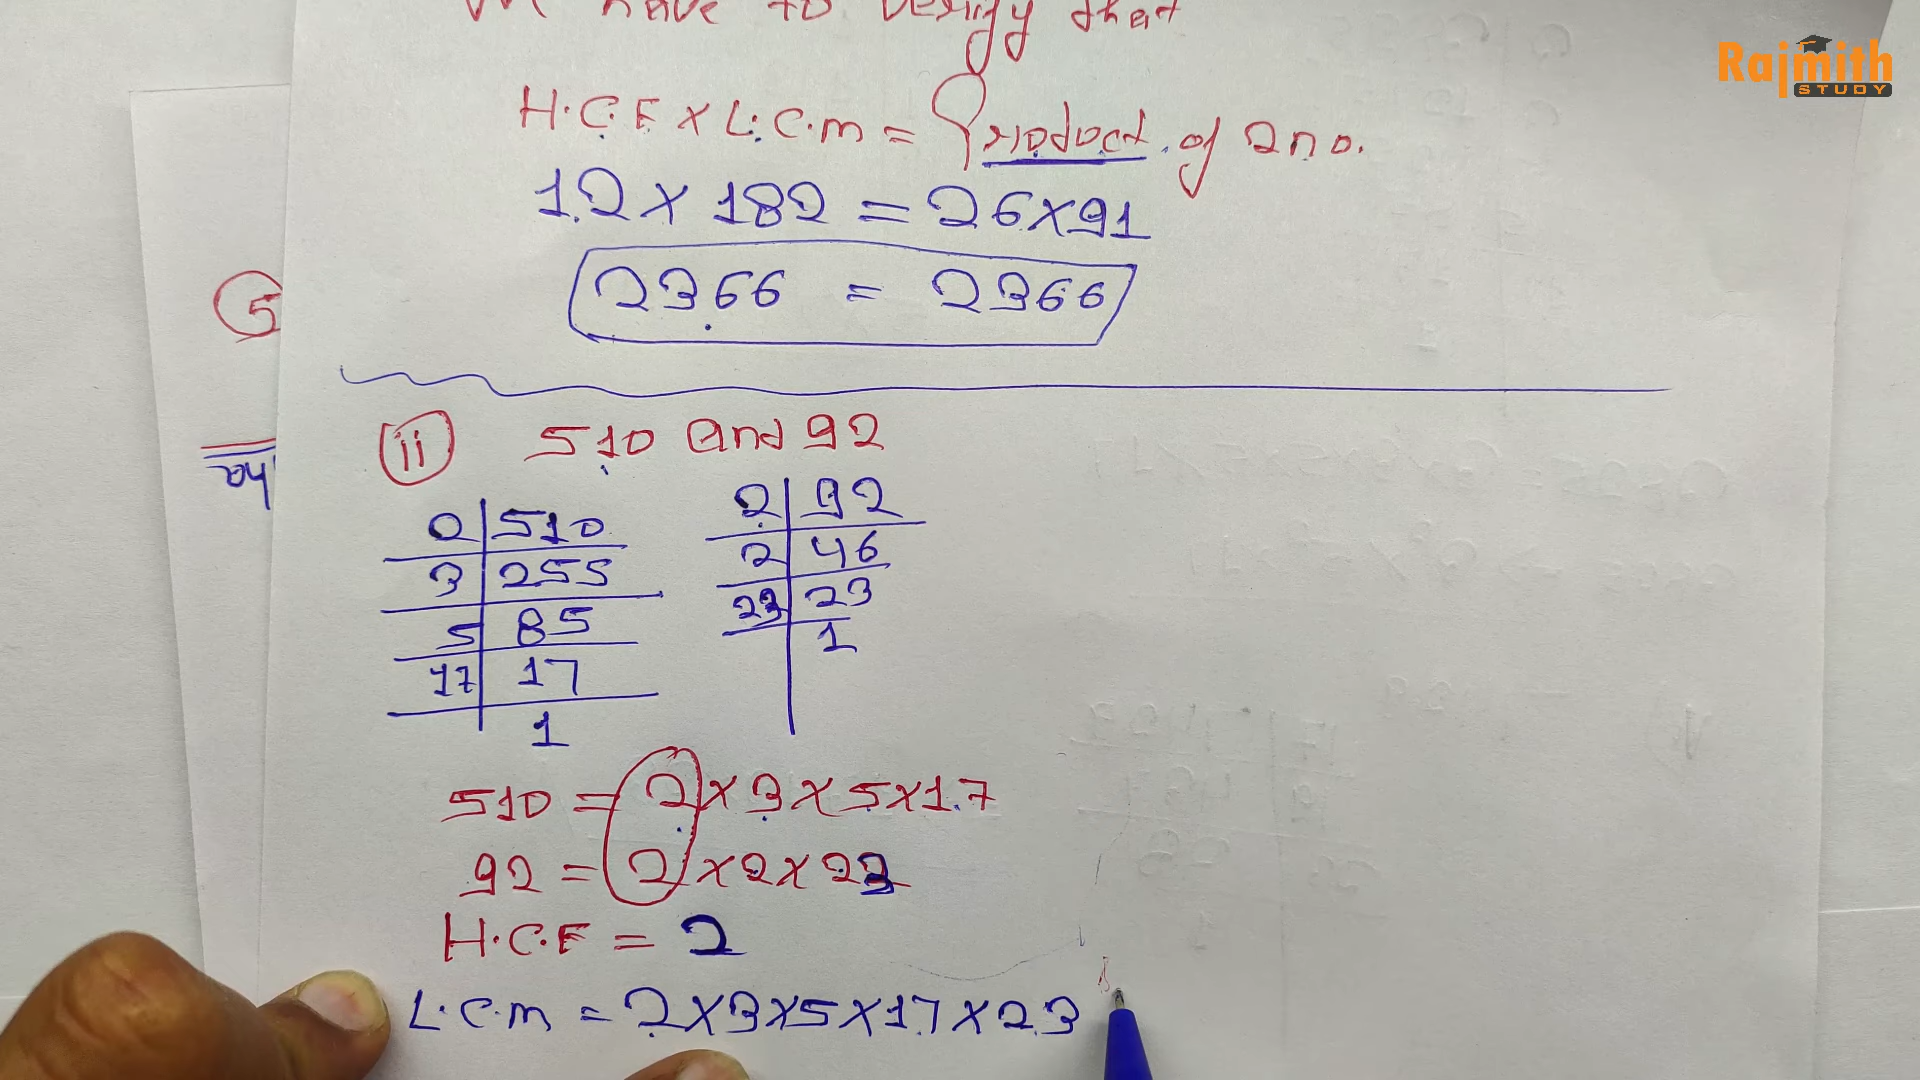 We have to verify that
Rajmith
STUDY
H.C.F × L.C.M = Product of 2 no.
12 × 182 = 26 × 91
2366 = 2366
5
ii 510 and 92
2 | 510
3 | 255
5 | 85
17 | 17
1
2 | 92
2 | 46
23 | 23
1
510 = 2 × 3 × 5 × 17
92 = 2 × 2 × 23
H.C.F = 2
L.C.M = 2 × 3 × 5 × 17 × 23